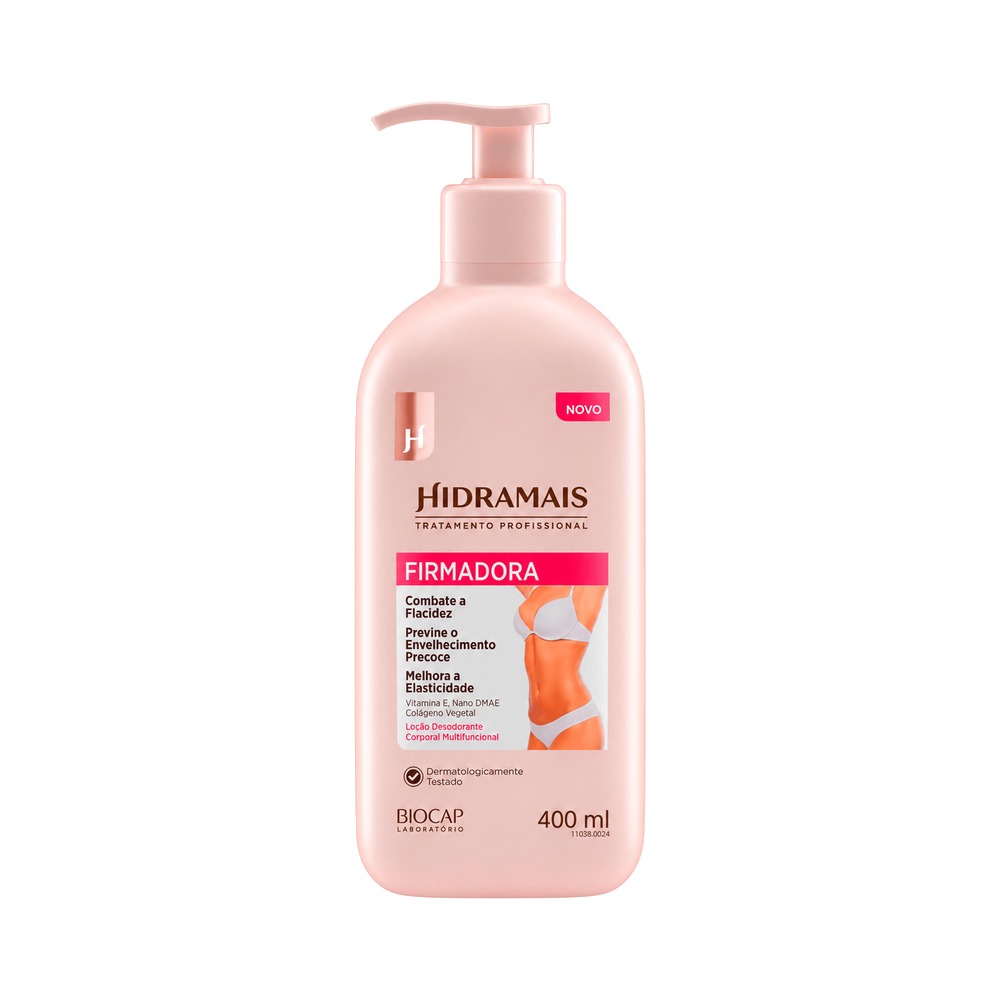 H
NOVO
HIDRAMAIS
TRATAMENTO PROFISSIONAL
FIRMADORA
Combate a
Flacidez
Previne o
Envelhecimento
Precoce
Melhora a
Elasticidade
Vitamina E, Nano DMAE
Colágeno Vegetal
Loção Desodorante
Corporal Multifuncional
Dermatologicamente
Testado
BIOCAP
LABORATÓRIO
400 ml
11038.0024